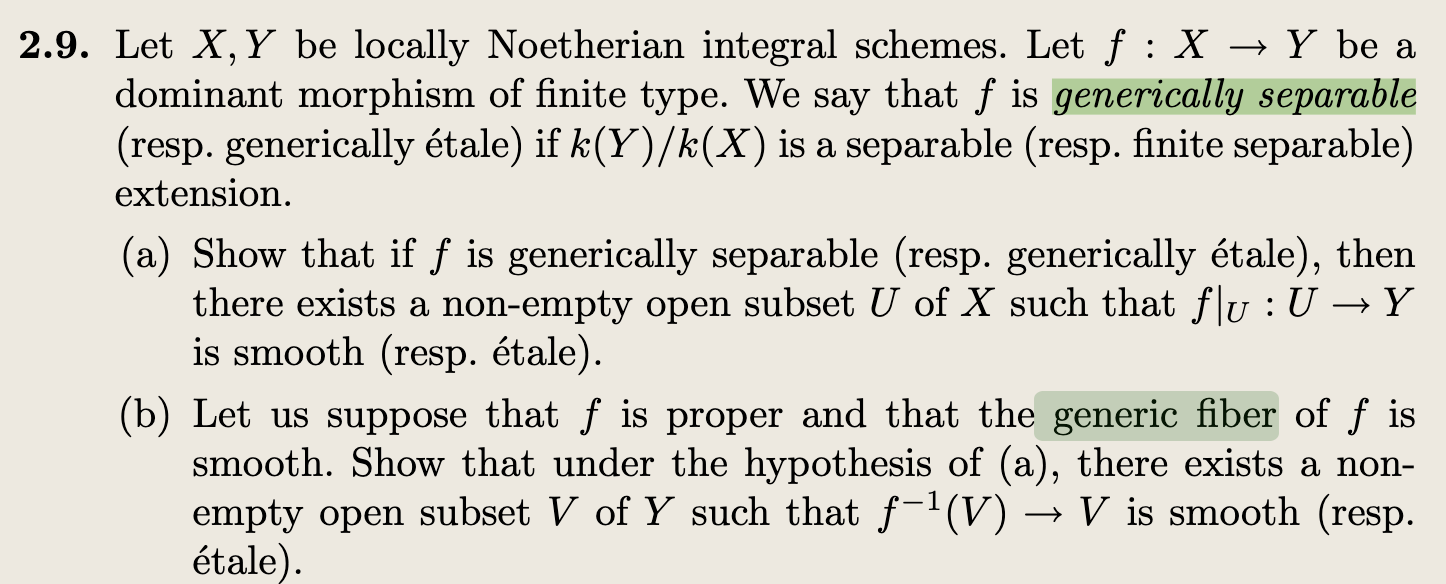 2.9. Let X, Y be locally Noetherian integral schemes. Let f : X → Y be a
dominant morphism of finite type. We say that f is generically separable
(resp. generically étale) if k(Y)/k(X) is a separable (resp. finite separable)
extension.
(a) Show that if f is generically separable (resp. generically étale), then
there exists a non-empty open subset U of X such that f|U : U → Y
is smooth (resp. étale).
(b) Let us suppose that f is proper and that the generic fiber of f is
smooth. Show that under the hypothesis of (a), there exists a non-
empty open subset V of Y such that f⁻¹(V) → V is smooth (resp.
étale).